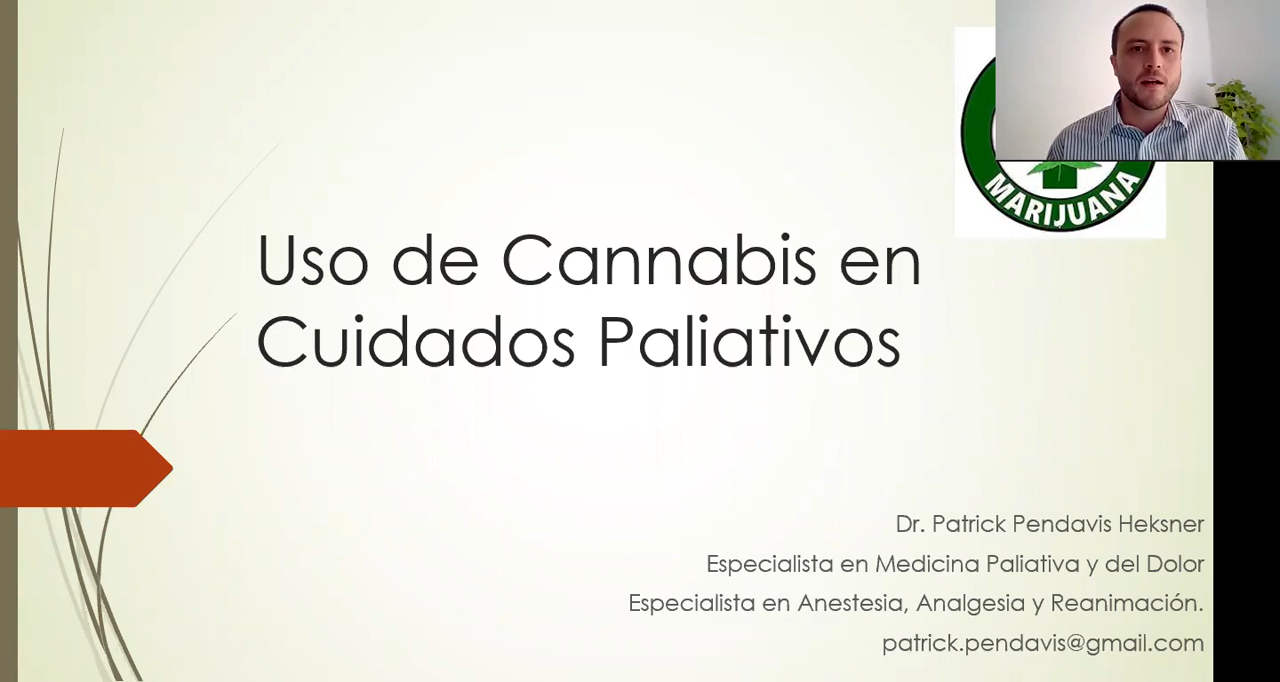 MARIJUANA
Uso de Cannabis en
Cuidados Paliativos
Dr. Patrick Pendavis Heksner
Especialista en Medicina Paliativa y del Dolor
Especialista en Anestesia, Analgesia y Reanimación.
patrick.pendavis@gmail.com